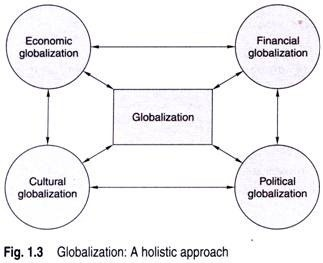 Economic
globalization
Financial
globalization
Globalization
Cultural
globalization
Political
globalization
Fig. 1.3 Globalization: A holistic approach